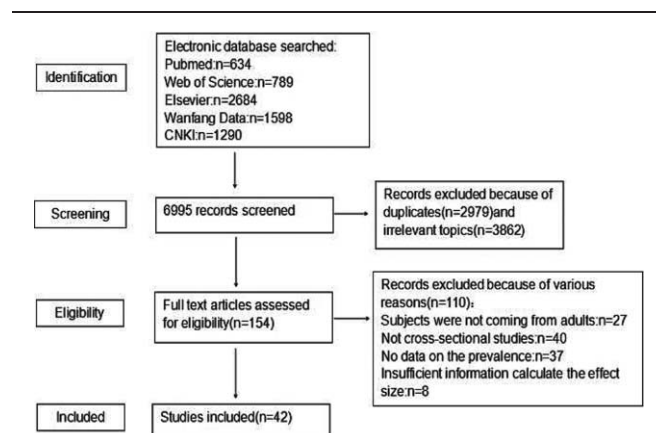 Identification
Electronic database searched:
Pubmed:n=634
Web of Science:n=789
Elsevier:n=2684
Wanfang Data:n=1598
CNKI:n=1290
Screening
6995 records screened
Records excluded because of
duplicates(n=2979)and
irrelevant topics(n=3862)
Eligibility
Full text articles assessed
for eligibility(n=154)
Records excluded because of various
reasons(n=110):
Subjects were not coming from adults:n=27
Not cross-sectional studies:n=40
No data on the prevalence:n=37
Insufficient information calculate the effect
size:n=8
Included
Studies included(n=42)